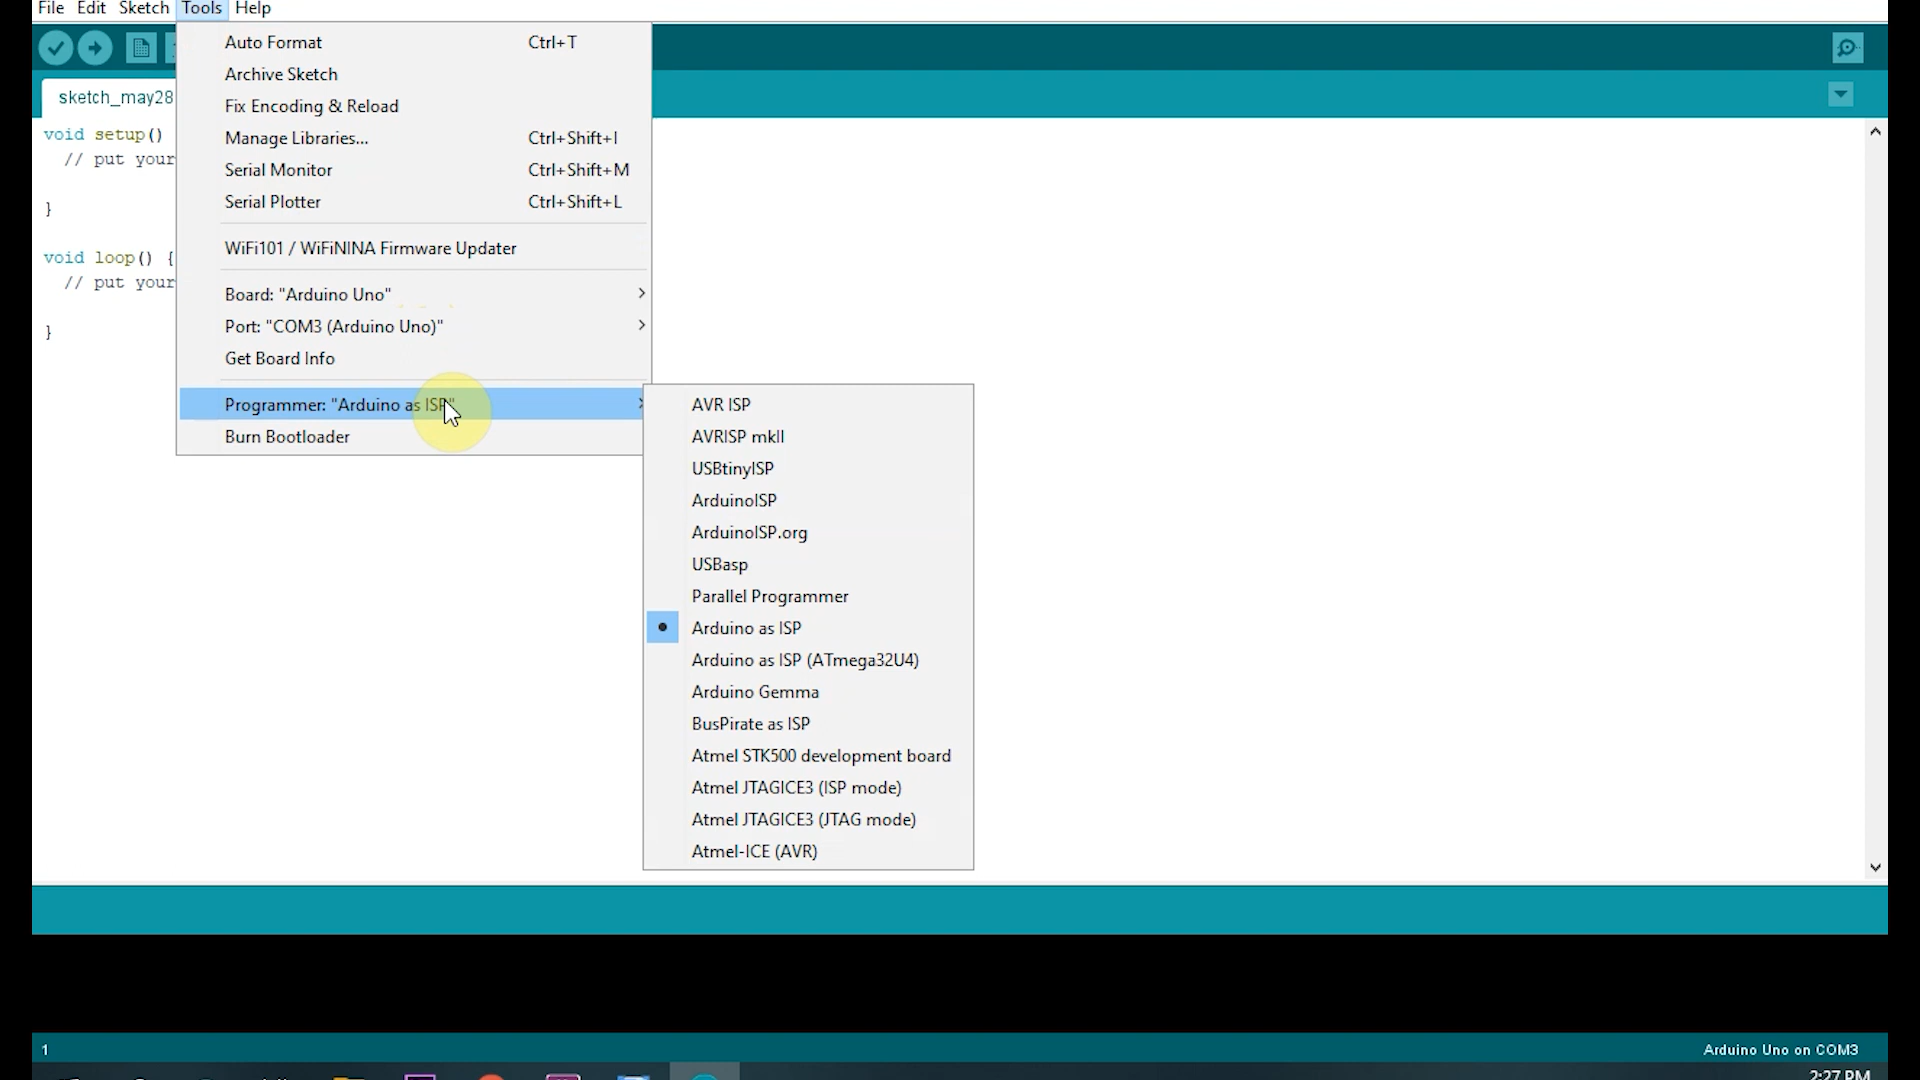 File Edit Sketch Tools Help
sketch_may28
void setup()
// put your
}
void loop() {
// put your
}
Auto Format Ctrl+T
Archive Sketch
Fix Encoding & Reload
Manage Libraries... Ctrl+Shift+I
Serial Monitor Ctrl+Shift+M
Serial Plotter Ctrl+Shift+L
WiFi101 / WiFiNINA Firmware Updater
Board: "Arduino Uno"
Port: "COM3 (Arduino Uno)"
Get Board Info
Programmer: "Arduino as ISP"
Burn Bootloader
AVR ISP
AVRISP mkII
USBtinyISP
ArduinoISP
ArduinoISP.org
USBasp
Parallel Programmer
Arduino as ISP
Arduino as ISP (ATmega32U4)
Arduino Gemma
BusPirate as ISP
Atmel STK500 development board
Atmel JTAGICE3 (ISP mode)
Atmel JTAGICE3 (JTAG mode)
Atmel-ICE (AVR)
1
Arduino Uno on COM3
2:27 PM